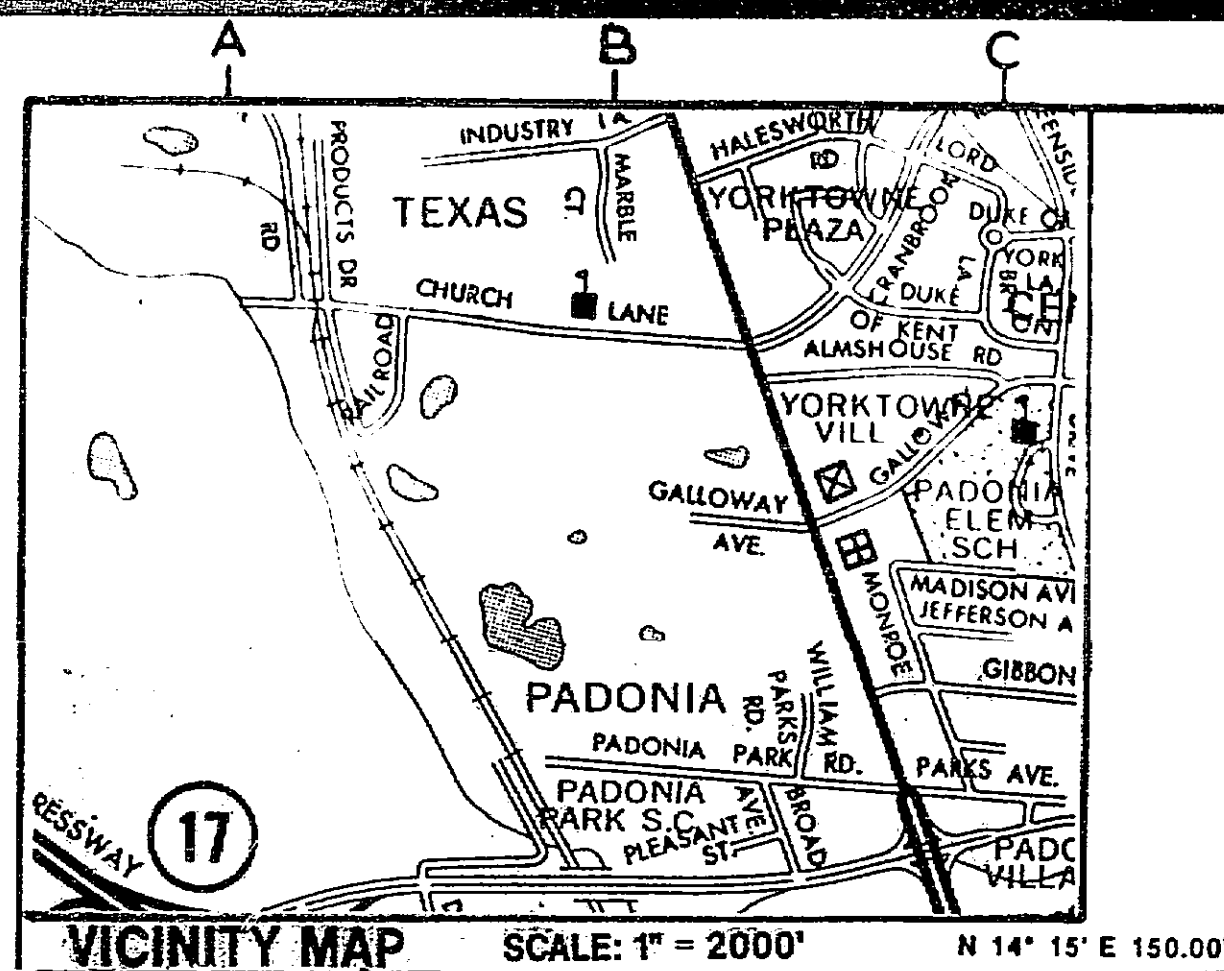 A B C
INDUSTRY
LA
PRODUCTS DR
RD
TEXAS
MARBLE
CT.
HALESWORTH
RD
LORD
YORKTOWNE
PLAZA
CRANBROOK
DUKE OF
YORK
LA.
LA
CHURCH LANE
DUKE
OF KENT
ALMSHOUSE RD
RAILROAD
YORKTOWNE
VILL
GALLOWAY
GALLOWAY
AVE.
PADONIA
ELEM
SCH
MONROE
MADISON AVE
JEFFERSON A
GIBBON
PADONIA
WILLIAM
PARKS
RD.
PADONIA PARK RD.
PARKS AVE.
PADONIA
PARK S.C.
AVE.
BROAD
PLEASANT
ST.
RESSWAY
17
PADO
VILLA
VICINITY MAP
SCALE: 1" = 2000'
N 14° 15' E 150.00'